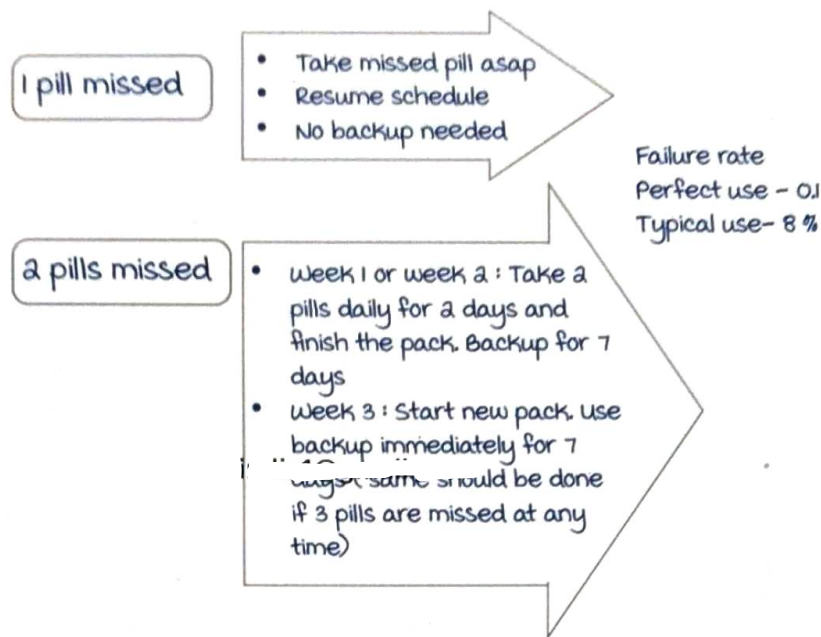 1 pill missed
• Take missed pill asap
• Resume schedule
• No backup needed
Failure rate
Perfect use - 0.1
Typical use- 8 %
2 pills missed
• Week 1 or week 2 : Take 2
pills daily for 2 days and
finish the pack. Backup for 7
days
• Week 3 : Start new pack. Use
backup immediately for 7
days( same should be done
if 3 pills are missed at any
time)